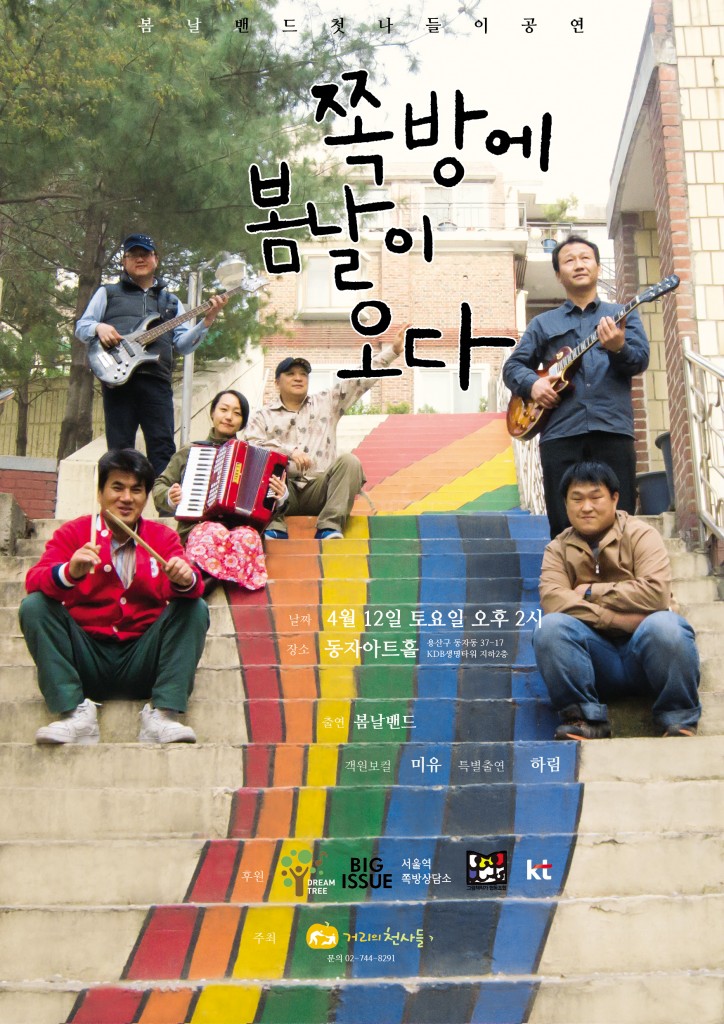 봄날밴드첫나들이공연
쪽방에
봄날이
오다
날짜 4월 12일 토요일 오후 2시
장소 동자아트홀 용산구 동자동 37-17
KDB생명타워 지하2층
출연 봄날밴드
객원보컬 미유 특별출연 하림
후원 DREAM TREE BIG ISSUE 서울역 쪽방상담소 kt
주최 거리의천사들
문의 02-744-8291